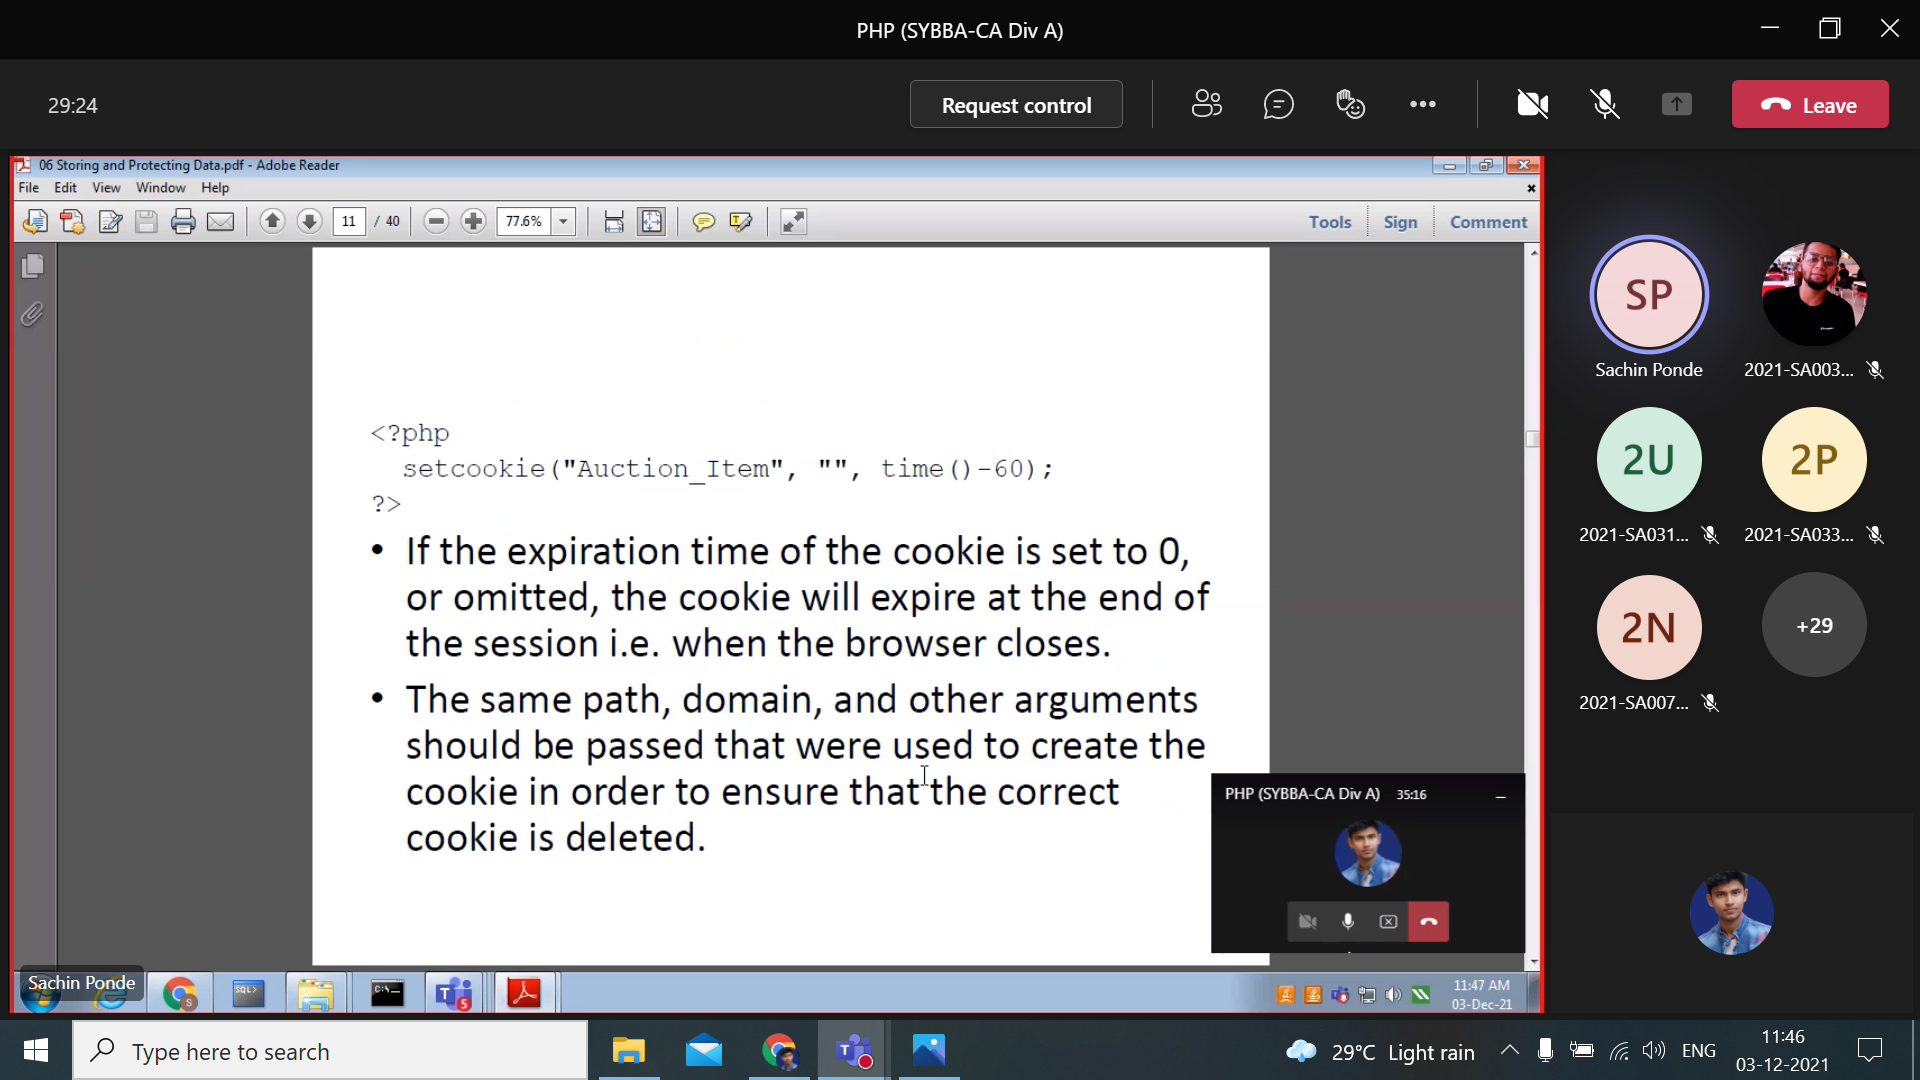 PHP (SYBBA-CA Div A)
29:24
Request control
Leave
06 Storing and Protecting Data.pdf - Adobe Reader
File Edit View Window Help
11 / 40
77.6%
Tools Sign Comment
<?php
setcookie("Auction_Item", "", time()-60);
?>
• If the expiration time of the cookie is set to 0,
or omitted, the cookie will expire at the end of
the session i.e. when the browser closes.
• The same path, domain, and other arguments
should be passed that were used to create the
cookie in order to ensure that the correct
cookie is deleted.
PHP (SYBBA-CA Div A) 35:16
SP
Sachin Ponde
2021-SA003...
2U
2P
2021-SA031...
2021-SA033...
2N
+29
2021-SA007...
Sachin Ponde
S
SQL>
C:\-
T
S
11:47 AM
03-Dec-21
Type here to search
T
29°C Light rain
ENG
11:46
03-12-2021